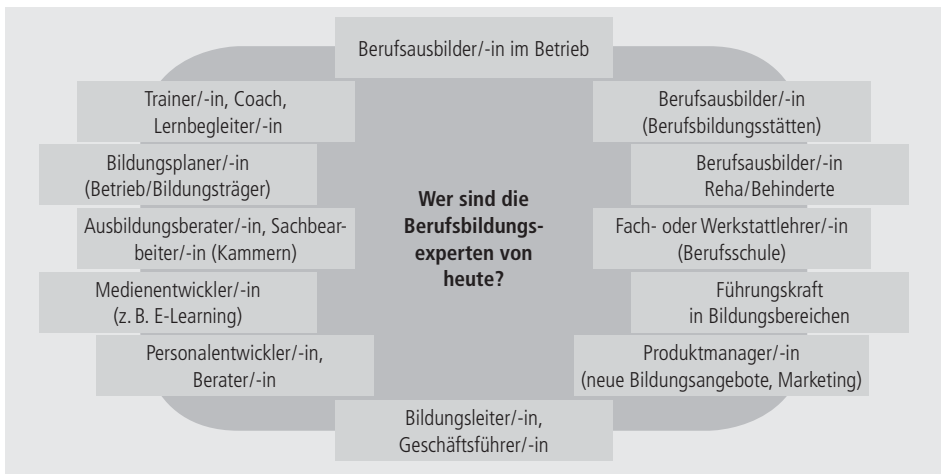 Berufsausbilder/-in im Betrieb
Trainer/-in, Coach,
Lernbegleiter/-in
Berufsausbilder/-in
(Berufsbildungsstätten)
Bildungsplaner/-in
(Betrieb/Bildungsträger)
Berufsausbilder/-in
Reha/Behinderte
Ausbildungsberater/-in, Sachbear-
beiter/-in (Kammern)
Wer sind die
Berufsbildungs-
experten von
heute?
Fach- oder Werkstattlehrer/-in
(Berufsschule)
Medienentwickler/-in
(z. B. E-Learning)
Führungskraft
in Bildungsbereichen
Personalentwickler/-in,
Berater/-in
Produktmanager/-in
(neue Bildungsangebote, Marketing)
Bildungsleiter/-in,
Geschäftsführer/-in